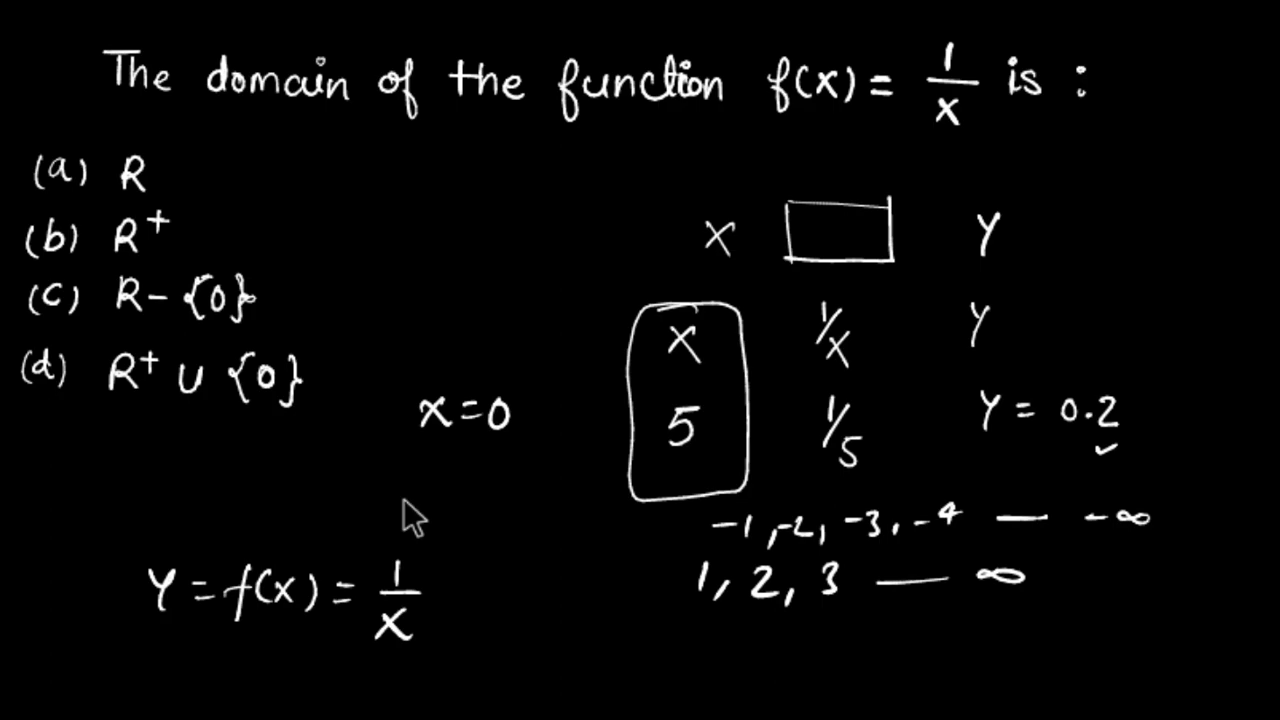 The domain of the function f(x) = 1/x is :
(a) R
(b) R⁺
(c) R - {0}
(d) R⁺ ∪ {0}
X Y
x 1/x Y
5 1/5 Y = 0.2
x = 0
-1, -2, -3, -4 — -∞
1, 2, 3 — ∞
Y = f(x) = 1/x